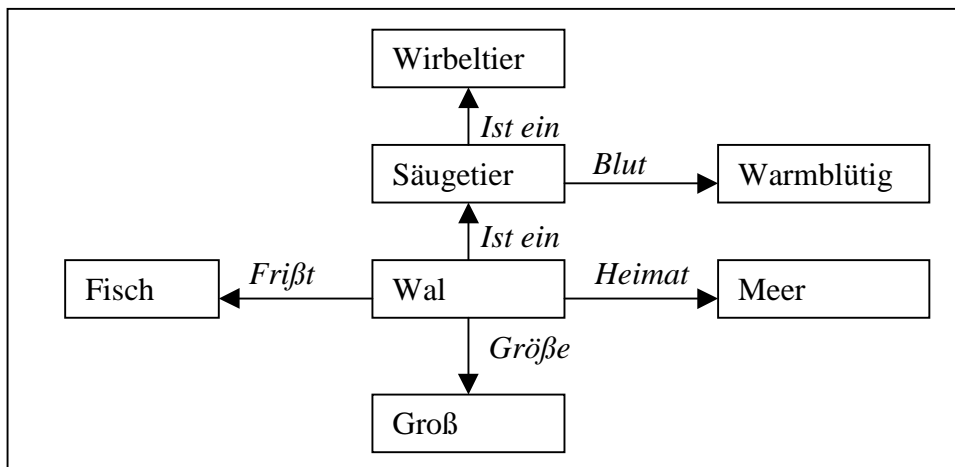 Wirbeltier
Ist ein
Säugetier
Blut
Warmblütig
Ist ein
Fisch
Frißt
Wal
Heimat
Meer
Größe
Groß